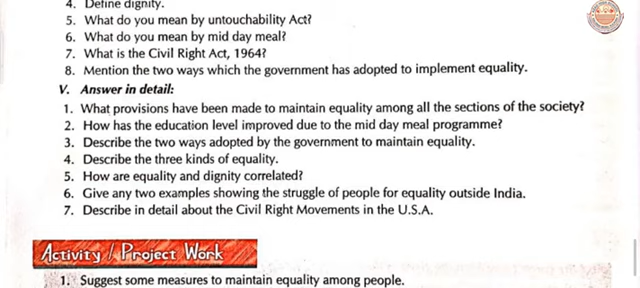 4. Define dignity.
5. What do you mean by untouchability Act?
6. What do you mean by mid day meal?
7. What is the Civil Right Act, 1964?
8. Mention the two ways which the government has adopted to implement equality.
V. Answer in detail:
1. What provisions have been made to maintain equality among all the sections of the society?
2. How has the education level improved due to the mid day meal programme?
3. Describe the two ways adopted by the government to maintain equality.
4. Describe the three kinds of equality.
5. How are equality and dignity correlated?
6. Give any two examples showing the struggle of people for equality outside India.
7. Describe in detail about the Civil Right Movements in the U.S.A.
Activity / Project Work
1. Suggest some measures to maintain equality among people.